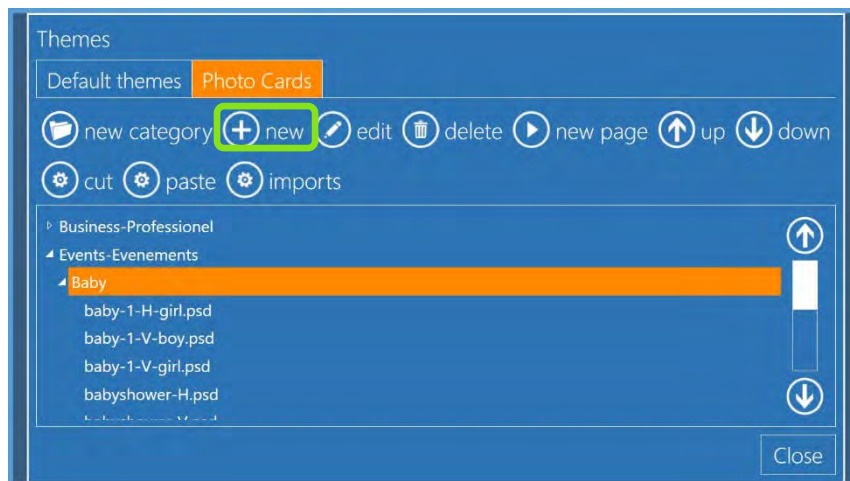 Themes
Default themes Photo Cards
new category new edit delete new page up down
cut paste imports
Business-Professionel
Events-Evenements
Baby
baby-1-H-girl.psd
baby-1-V-boy.psd
baby-1-V-girl.psd
babyshower-H.psd
Close